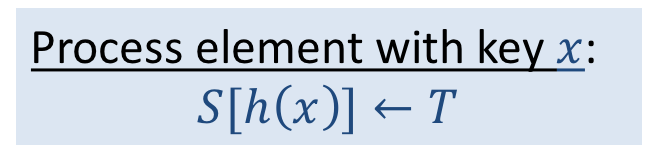 Process element with key x:
S[h(x)] ← T